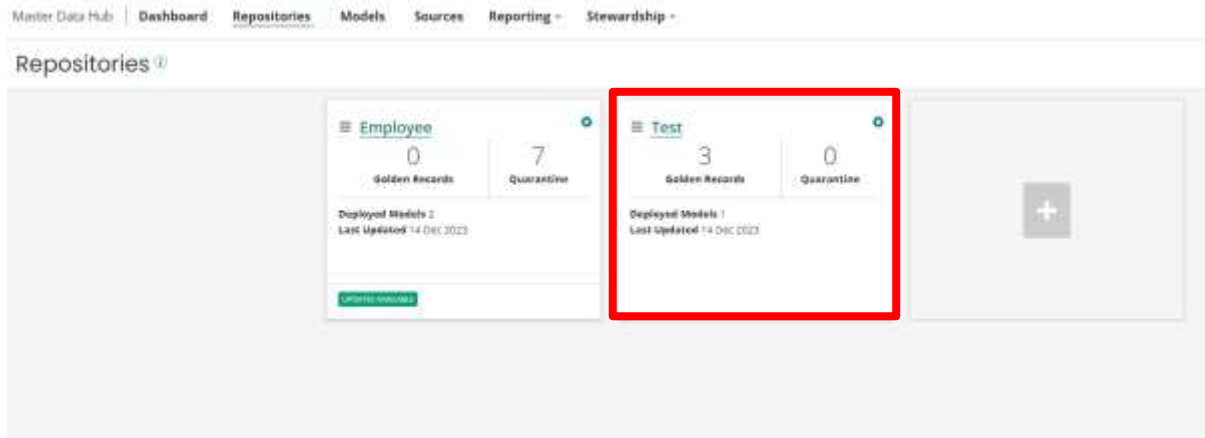 Master Data Hub | Dashboard Repositories Models Sources Reporting Stewardship
Repositories
Employee
0 7
Golden Records Quarantine
Deployed Models 2
Last Updated 14 Dec 2023
UPDATES AVAILABLE
Test
3 0
Golden Records Quarantine
Deployed Models 1
Last Updated 14 Dec 2023
+